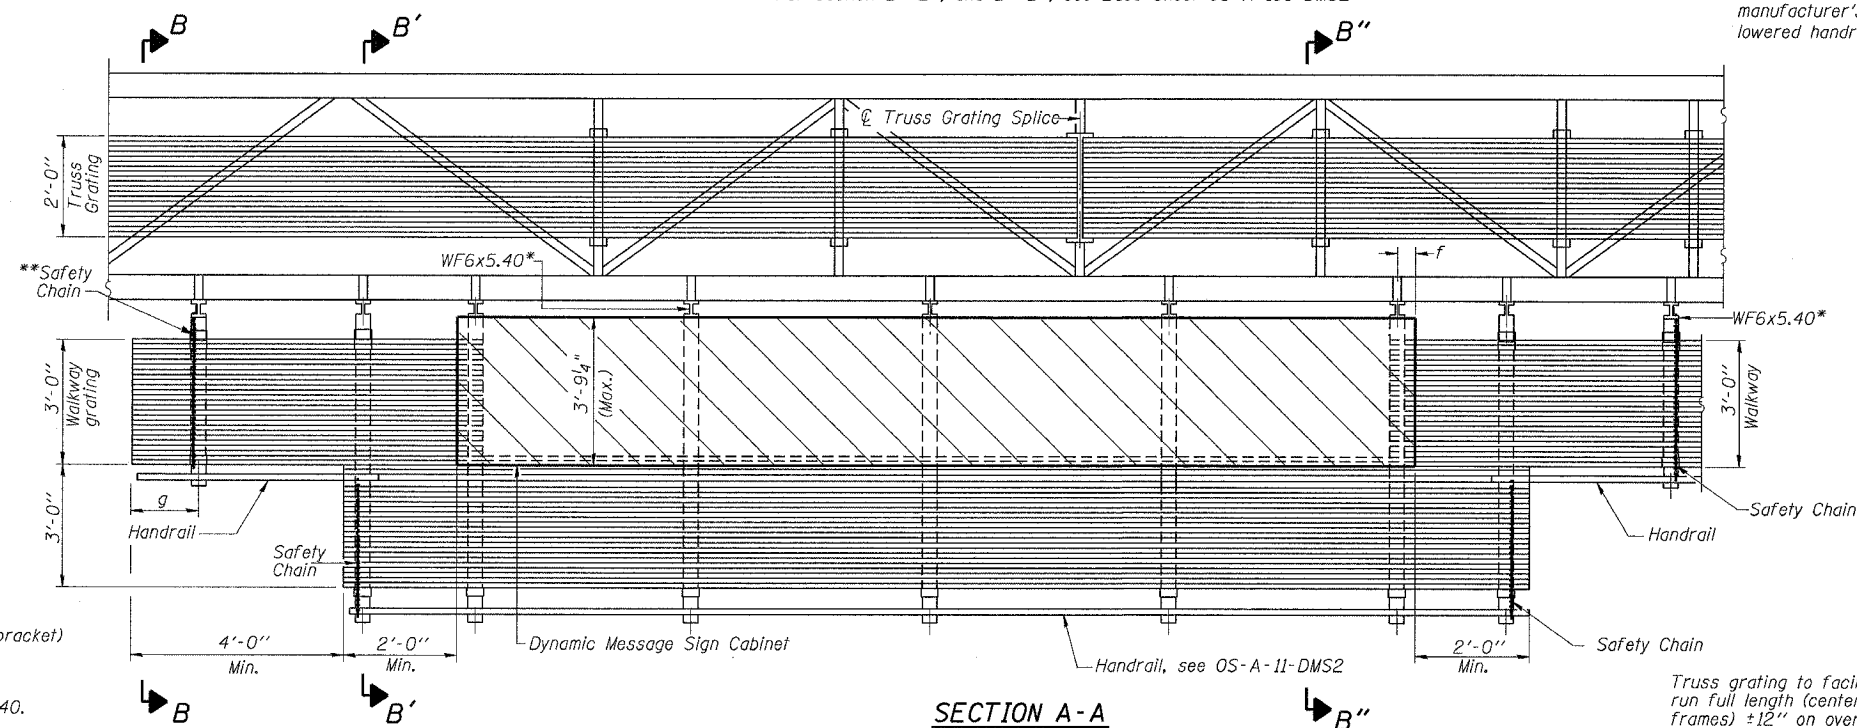 manufacturer's
lowered handr
B
B'
B"
℄ Truss Grating Splice
2'-0"
Truss
Grating
WF6x5.40*
f
**Safety
Chain
WF6x5.40*
3'-0"
Walkway
grating
3'-9¼"
(Max.)
3'-0"
Walkway
g
3'-0"
Handrail
Safety
Chain
Safety Chain
Handrail
racket)
4'-0"
Min.
2'-0"
Min.
Dynamic Message Sign Cabinet
Handrail, see OS-A-11-DMS2
Safety Chain
2'-0"
Min.
B
B'
B"
40.
SECTION A-A
Truss grating to facil
run full length (center
frames) ±12" on over